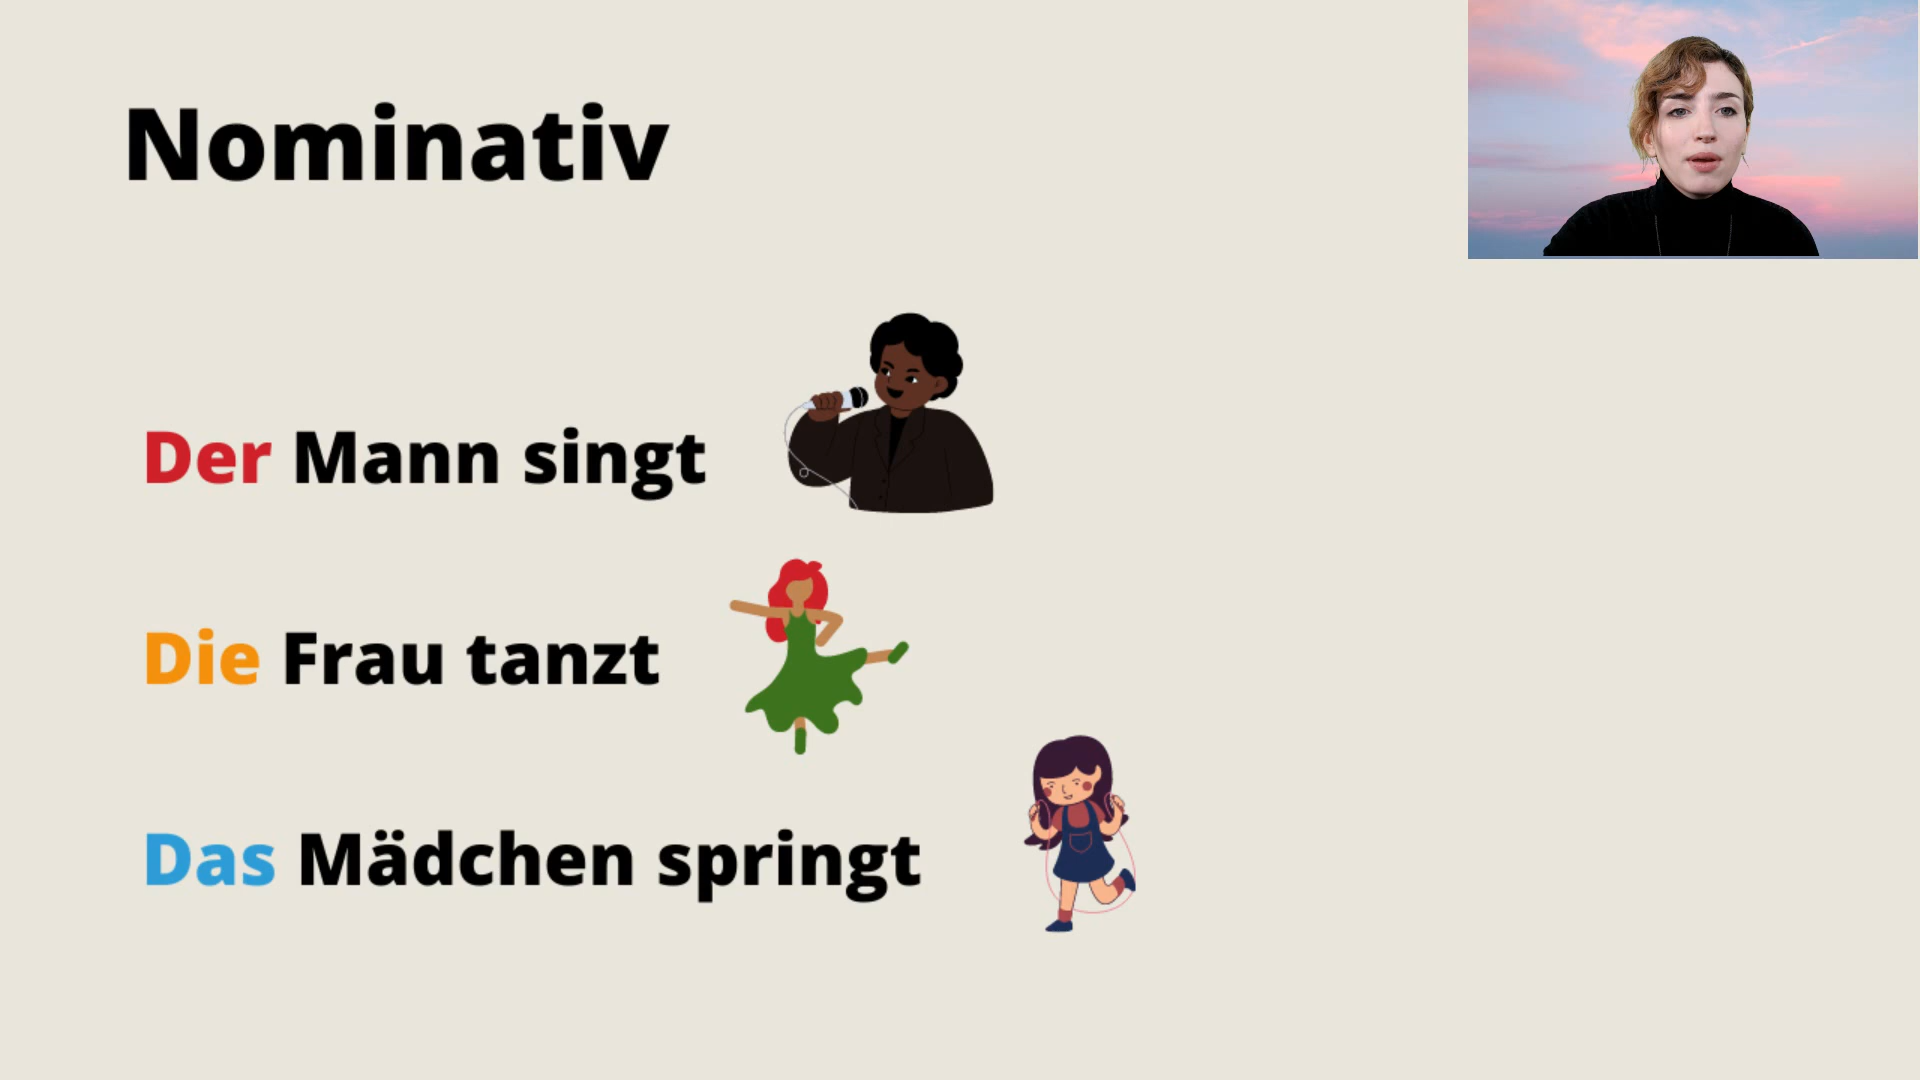 Nominativ
Der Mann singt
Die Frau tanzt
Das Mädchen springt